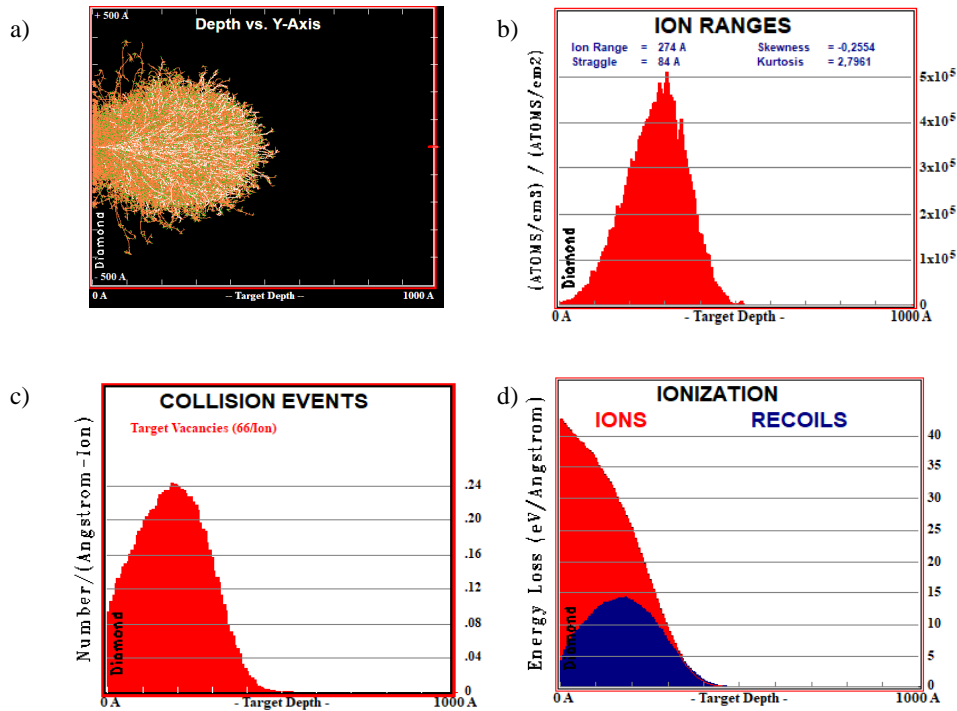 a)
+ 500 A
Depth vs. Y-Axis
Diamond
- 500 A
0 A
-- Target Depth --
1000 A
b)
ION RANGES
Ion Range = 274 A Skewness = -0,2554
Straggle = 84 A Kurtosis = 2,7961
(ATOMS/cm3) / (ATOMS/cm2)
5x10⁵
4x10⁵
3x10⁵
2x10⁵
1x10⁵
0
Diamond
0 A
- Target Depth -
1000 A
c)
COLLISION EVENTS
Target Vacancies (66/Ion)
Number/(Angstrom-Ion)
.24
.20
.16
.12
.08
.04
0
Diamond
0 A
- Target Depth -
1000 A
d)
IONIZATION
IONS RECOILS
Energy Loss (eV/Angstrom)
40
35
30
25
20
15
10
5
0
Diamond
0 A
- Target Depth -
1000 A